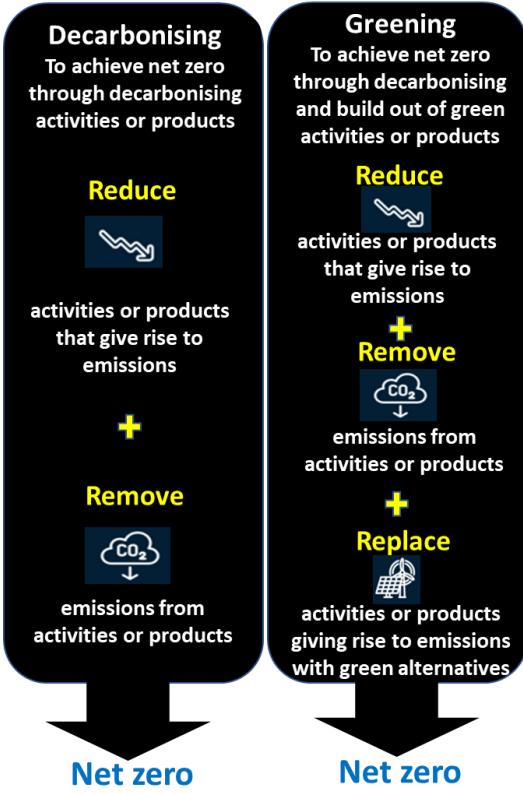 Decarbonising
To achieve net zero
through decarbonising
activities or products
Reduce
activities or products
that give rise to
emissions
+
Remove
CO₂
emissions from
activities or products
Net zero
Greening
To achieve net zero
through decarbonising
and build out of green
activities or products
Reduce
activities or products
that give rise to
emissions
+
Remove
CO₂
emissions from
activities or products
+
Replace
activities or products
giving rise to emissions
with green alternatives
Net zero